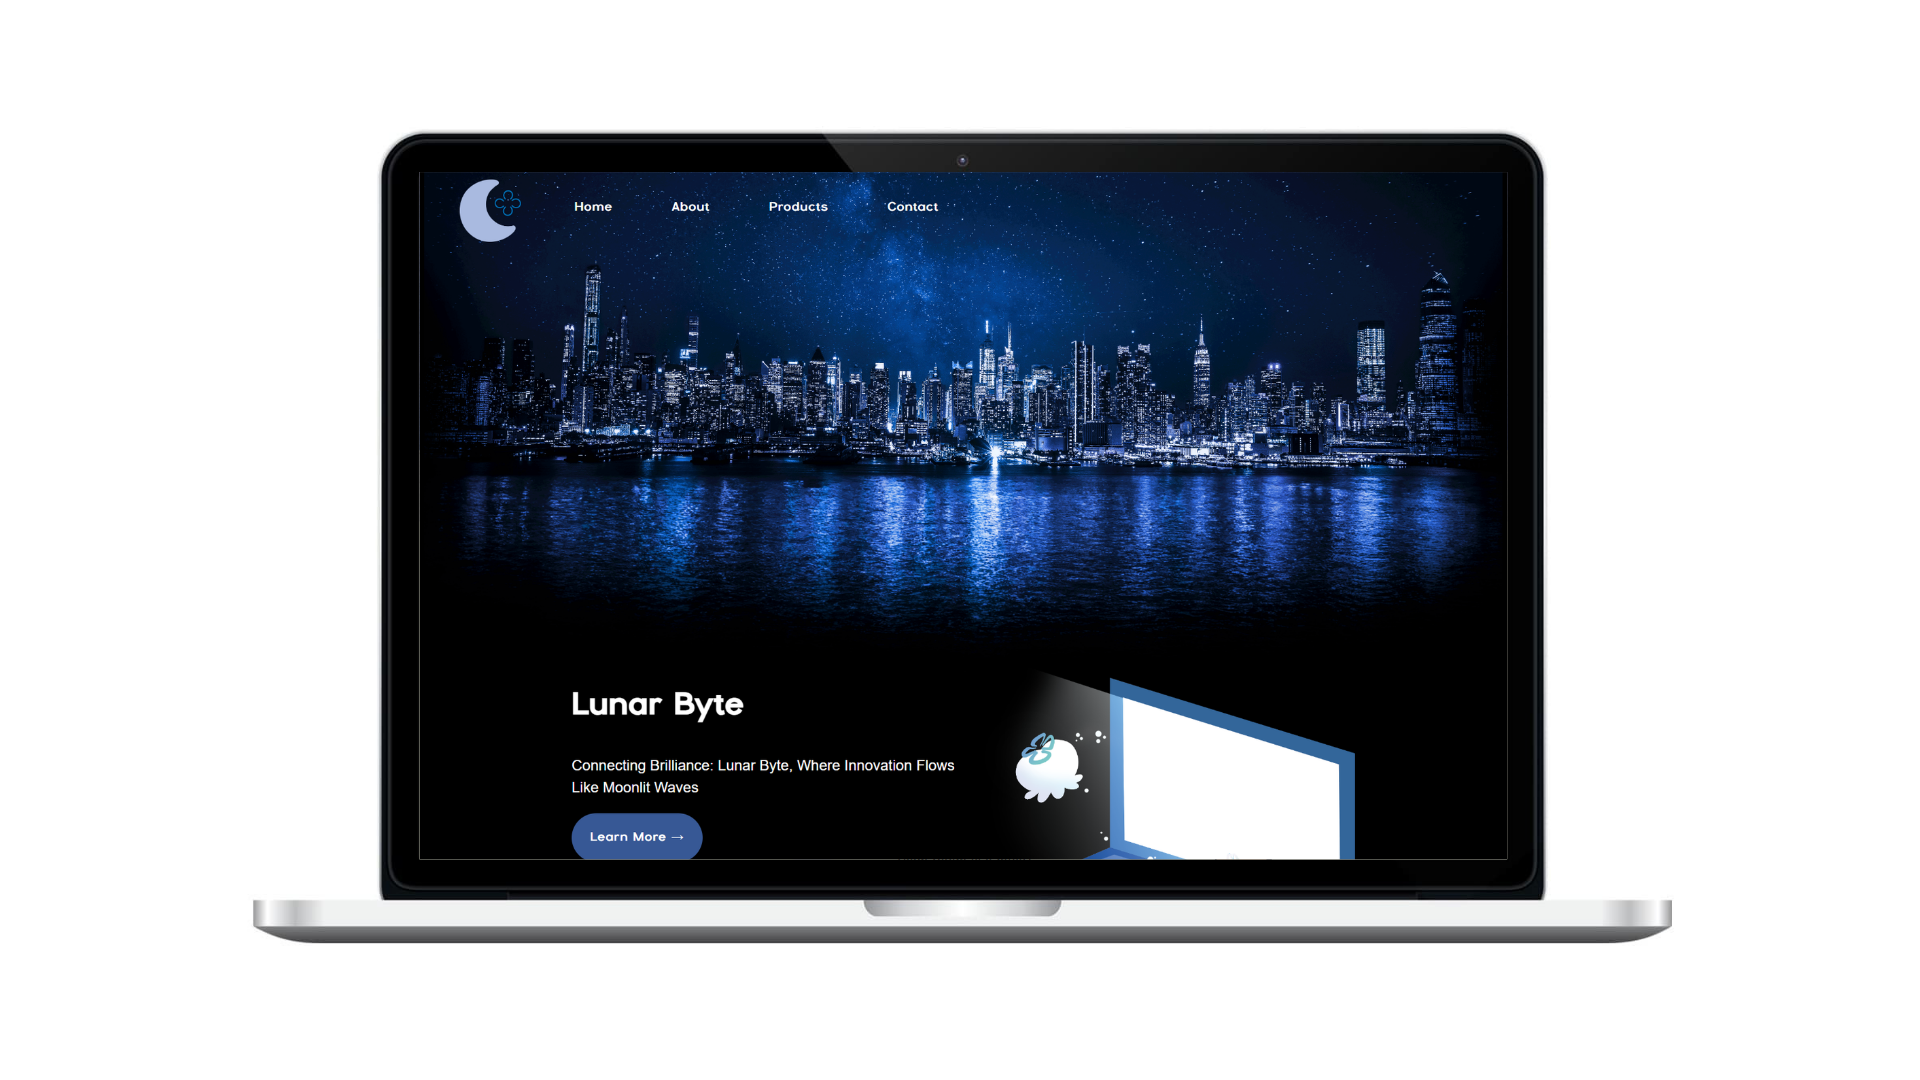 Home About Products Contact
Lunar Byte
Connecting Brilliance: Lunar Byte, Where Innovation Flows
Like Moonlit Waves
Learn More →